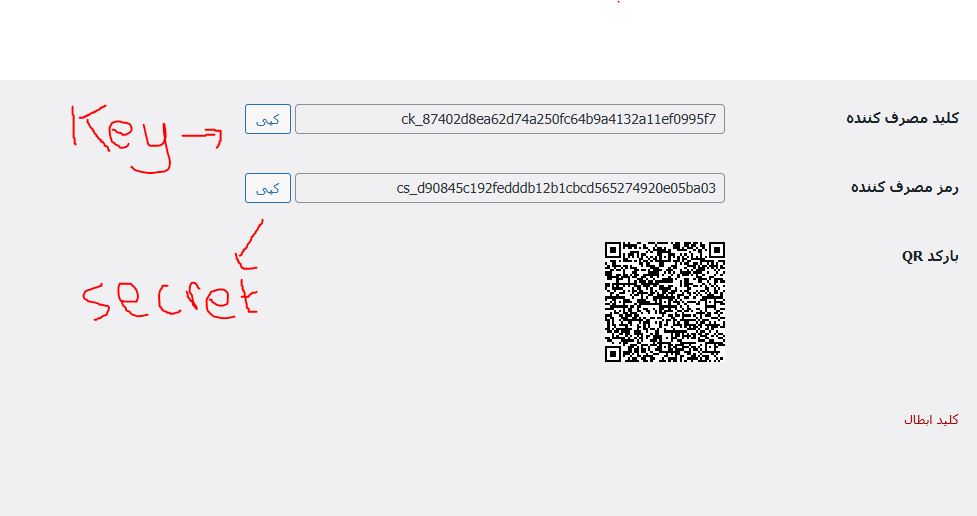 کلید مصرف کننده
ck_87402d8ea62d74a250fc64b9a4132a11ef0995f7
کپی
Key
رمز مصرف کننده
cs_d90845c192fedddb12b1cbcd565274920e05ba03
کپی
secret
بارکد QR
کلید ابطال